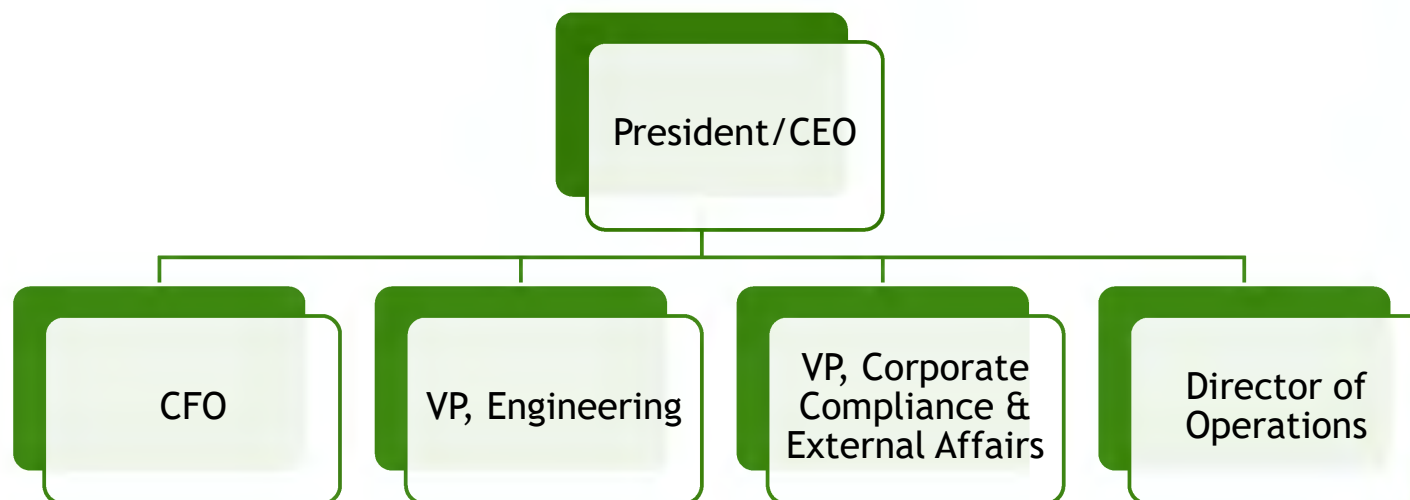 President/CEO
CFO
VP, Engineering
VP, Corporate
Compliance &
External Affairs
Director of
Operations